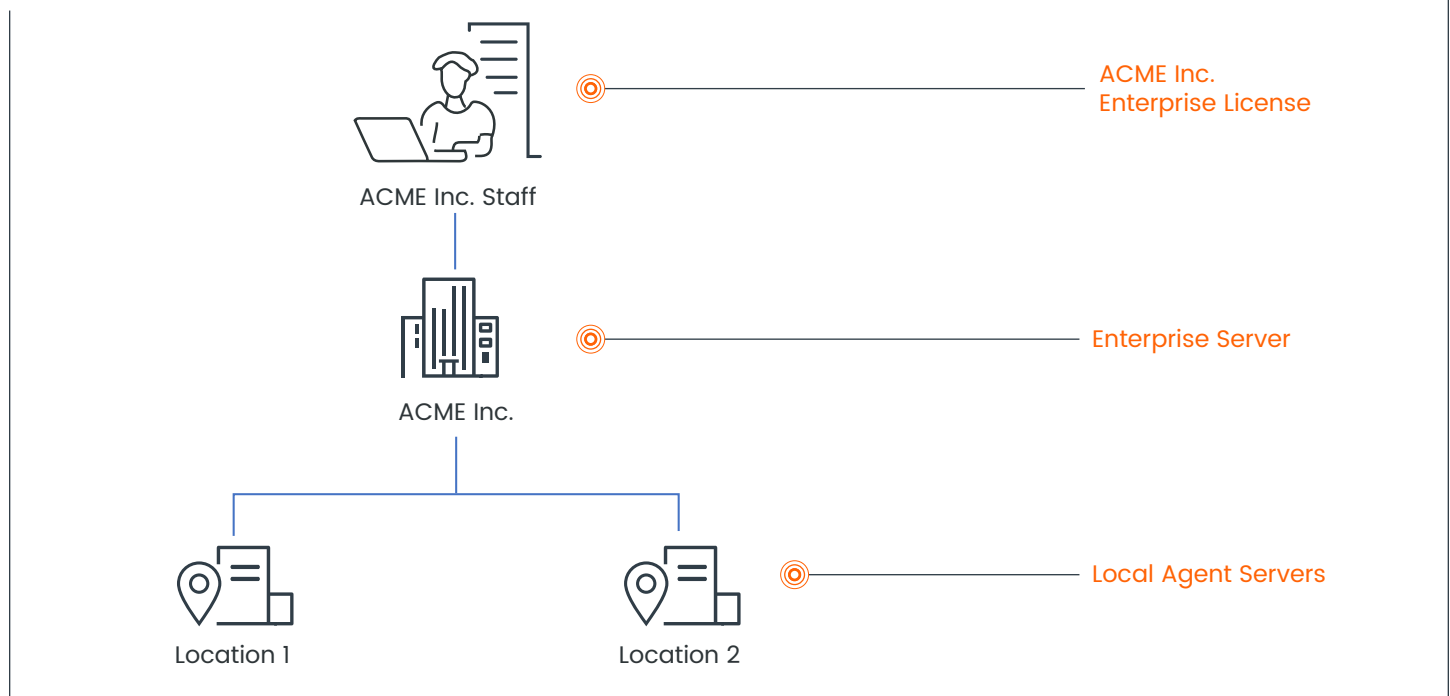 ACME Inc.
Enterprise License
ACME Inc. Staff
Enterprise Server
ACME Inc.
Local Agent Servers
Location 1
Location 2